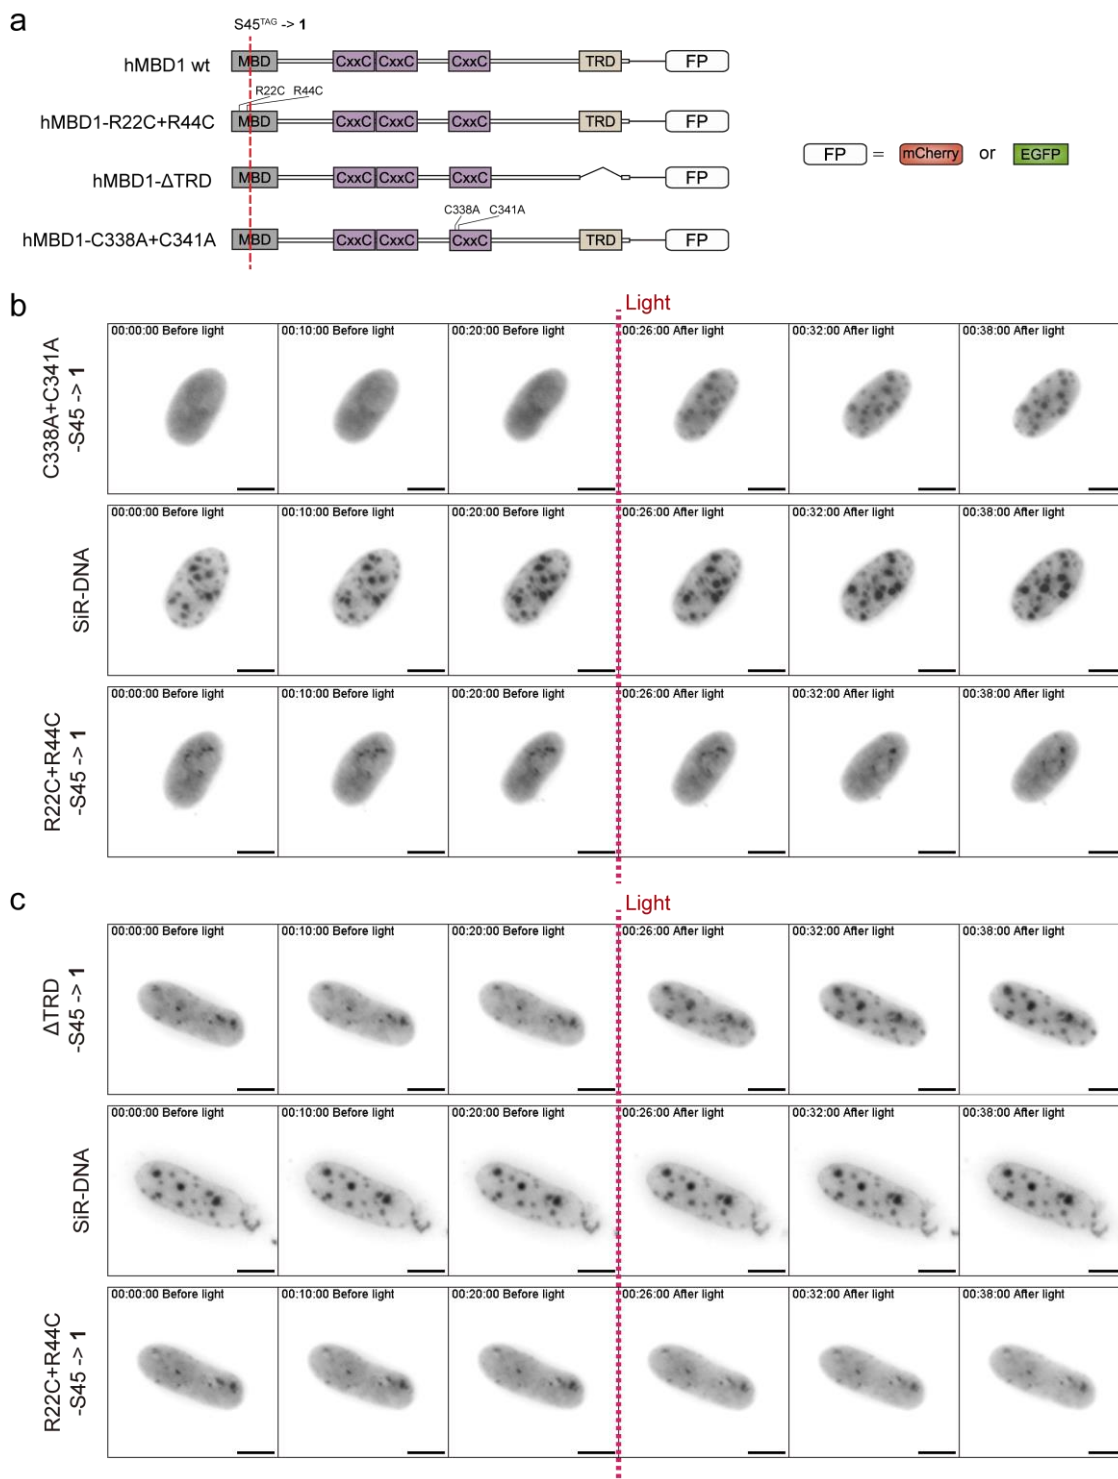 a
S45TAG -> 1
hMBD1 wt MBD CxxC CxxC CxxC TRD FP
R22C R44C
hMBD1-R22C+R44C MBD CxxC CxxC CxxC TRD FP
FP = mCherry or EGFP
hMBD1-ΔTRD MBD CxxC CxxC CxxC FP
C338A C341A
hMBD1-C338A+C341A MBD CxxC CxxC CxxC TRD FP
b
Light
C338A+C341A
-S45 -> 1
00:00:00 Before light 00:10:00 Before light 00:20:00 Before light 00:26:00 After light 00:32:00 After light 00:38:00 After light
SiR-DNA
00:00:00 Before light 00:10:00 Before light 00:20:00 Before light 00:26:00 After light 00:32:00 After light 00:38:00 After light
R22C+R44C
-S45 -> 1
00:00:00 Before light 00:10:00 Before light 00:20:00 Before light 00:26:00 After light 00:32:00 After light 00:38:00 After light
c
Light
ΔTRD
-S45 -> 1
00:00:00 Before light 00:10:00 Before light 00:20:00 Before light 00:26:00 After light 00:32:00 After light 00:38:00 After light
SiR-DNA
00:00:00 Before light 00:10:00 Before light 00:20:00 Before light 00:26:00 After light 00:32:00 After light 00:38:00 After light
R22C+R44C
-S45 -> 1
00:00:00 Before light 00:10:00 Before light 00:20:00 Before light 00:26:00 After light 00:32:00 After light 00:38:00 After light